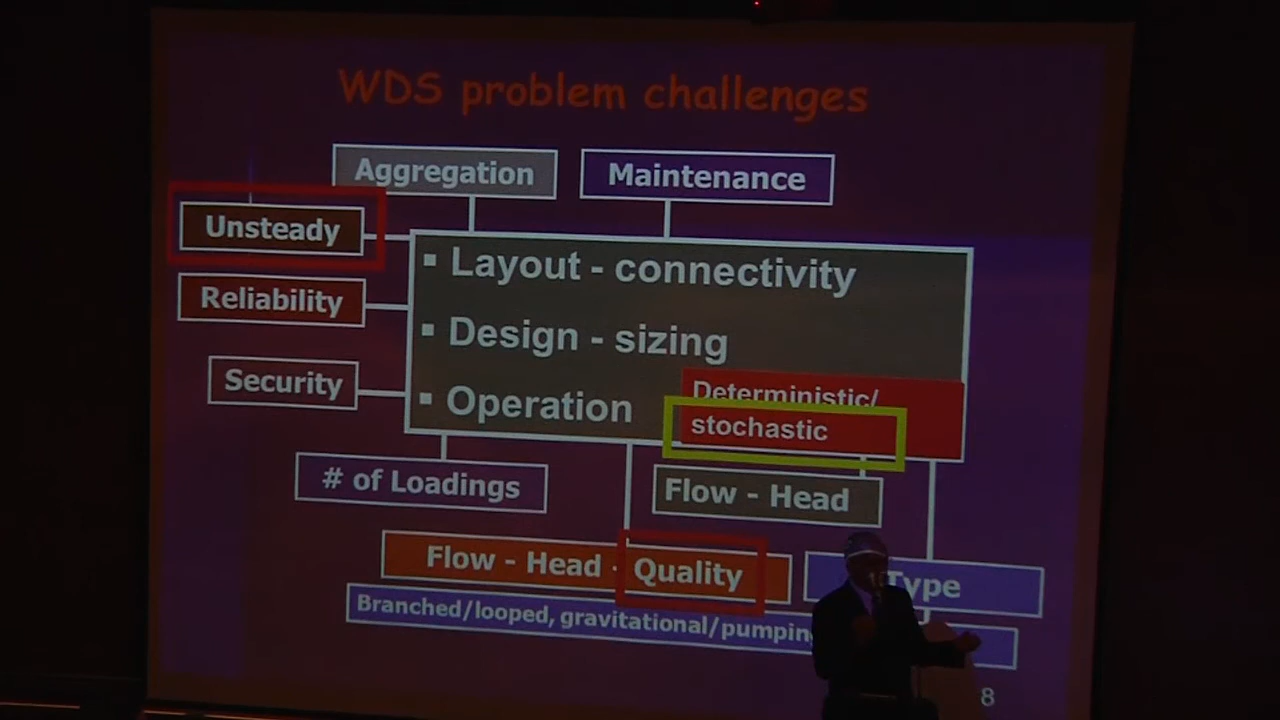 WDS problem challenges
Aggregation
Maintenance
Unsteady
Reliability
Security
▪ Layout - connectivity
▪ Design - sizing
▪ Operation
Deterministic/
stochastic
# of Loadings
Flow - Head
Flow - Head - Quality
Type
Branched/looped, gravitational/pumping
8